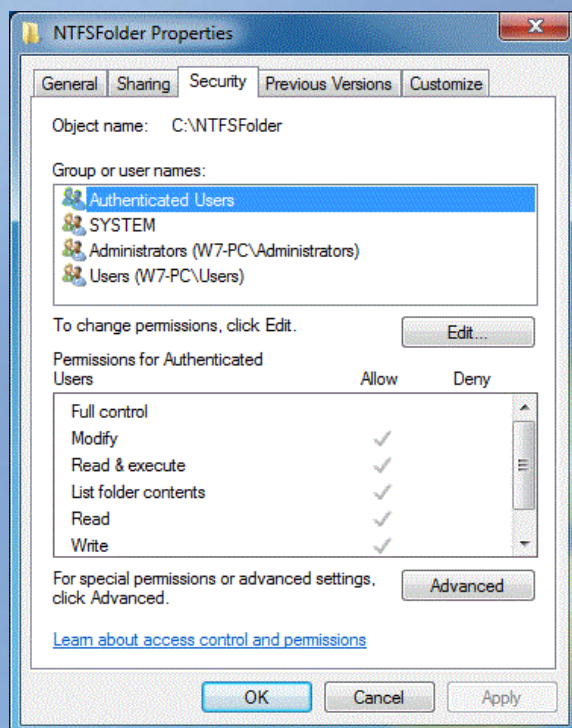 NTFSFolder Properties
General Sharing Security Previous Versions Customize
Object name: C:\NTFSFolder
Group or user names:
Authenticated Users
SYSTEM
Administrators (W7-PC\Administrators)
Users (W7-PC\Users)
To change permissions, click Edit.
Edit...
Permissions for Authenticated
Users Allow Deny
Full control
Modify
Read & execute
List folder contents
Read
Write
For special permissions or advanced settings,
click Advanced.
Advanced
Learn about access control and permissions
OK Cancel Apply